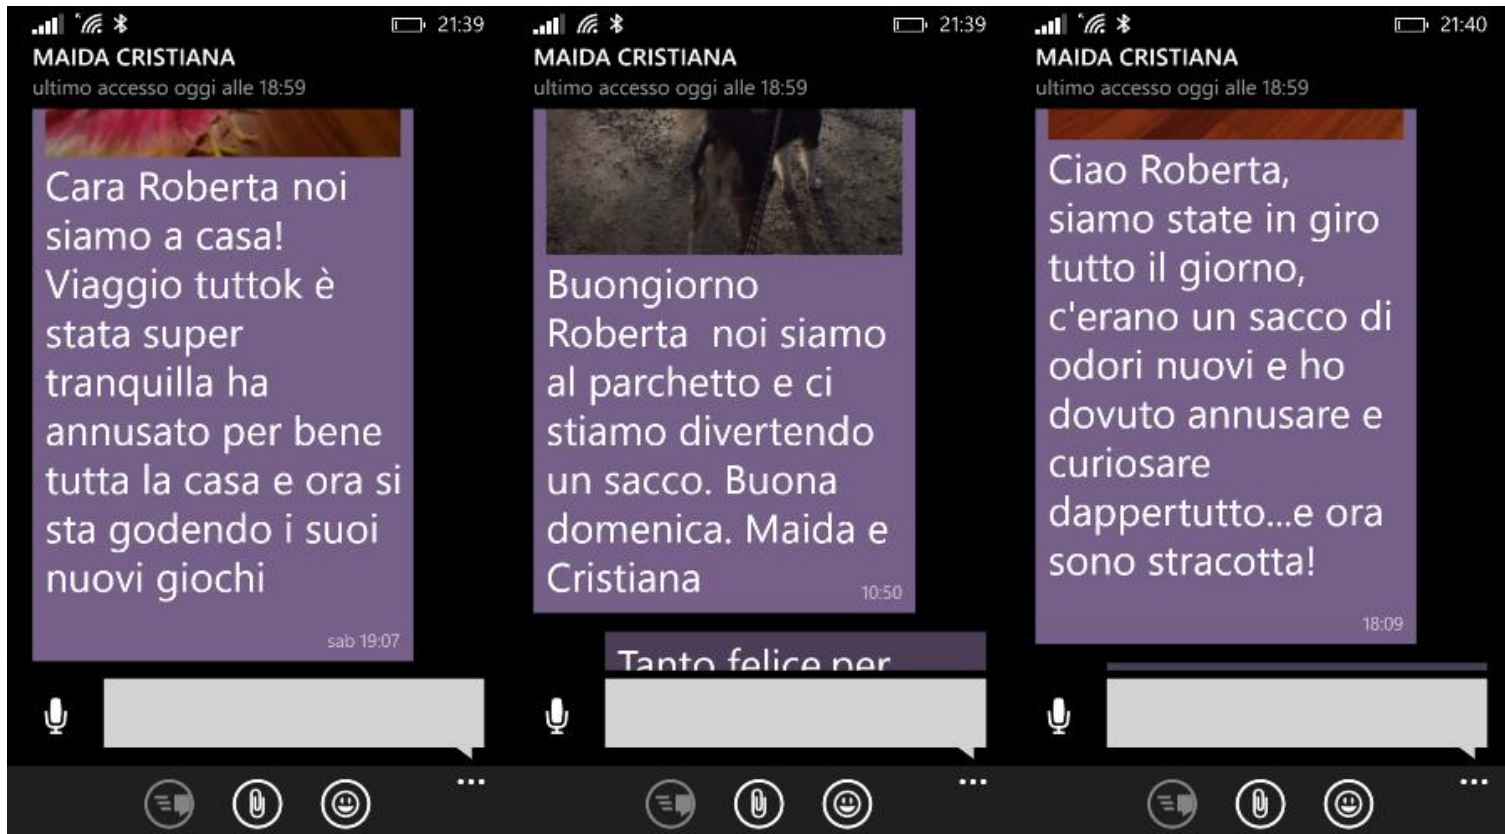 21:39
MAIDA CRISTIANA
ultimo accesso oggi alle 18:59
Cara Roberta noi
siamo a casa!
Viaggio tuttok è
stata super
tranquilla ha
annusato per bene
tutta la casa e ora si
sta godendo i suoi
nuovi giochi
sab 19:07
21:39
MAIDA CRISTIANA
ultimo accesso oggi alle 18:59
Buongiorno
Roberta  noi siamo
al parchetto e ci
stiamo divertendo
un sacco. Buona
domenica. Maida e
Cristiana
10:50
Tanto felice per
21:40
MAIDA CRISTIANA
ultimo accesso oggi alle 18:59
Ciao Roberta,
siamo state in giro
tutto il giorno,
c'erano un sacco di
odori nuovi e ho
dovuto annusare e
curiosare
dappertutto...e ora
sono stracotta!
18:09